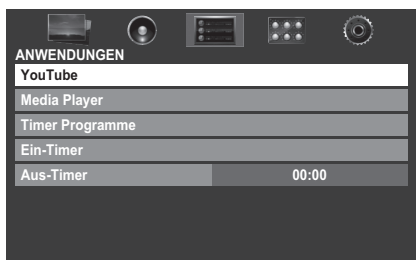 ANWENDUNGEN
YouTube
Media Player
Timer Programme
Ein-Timer
Aus-Timer 00:00